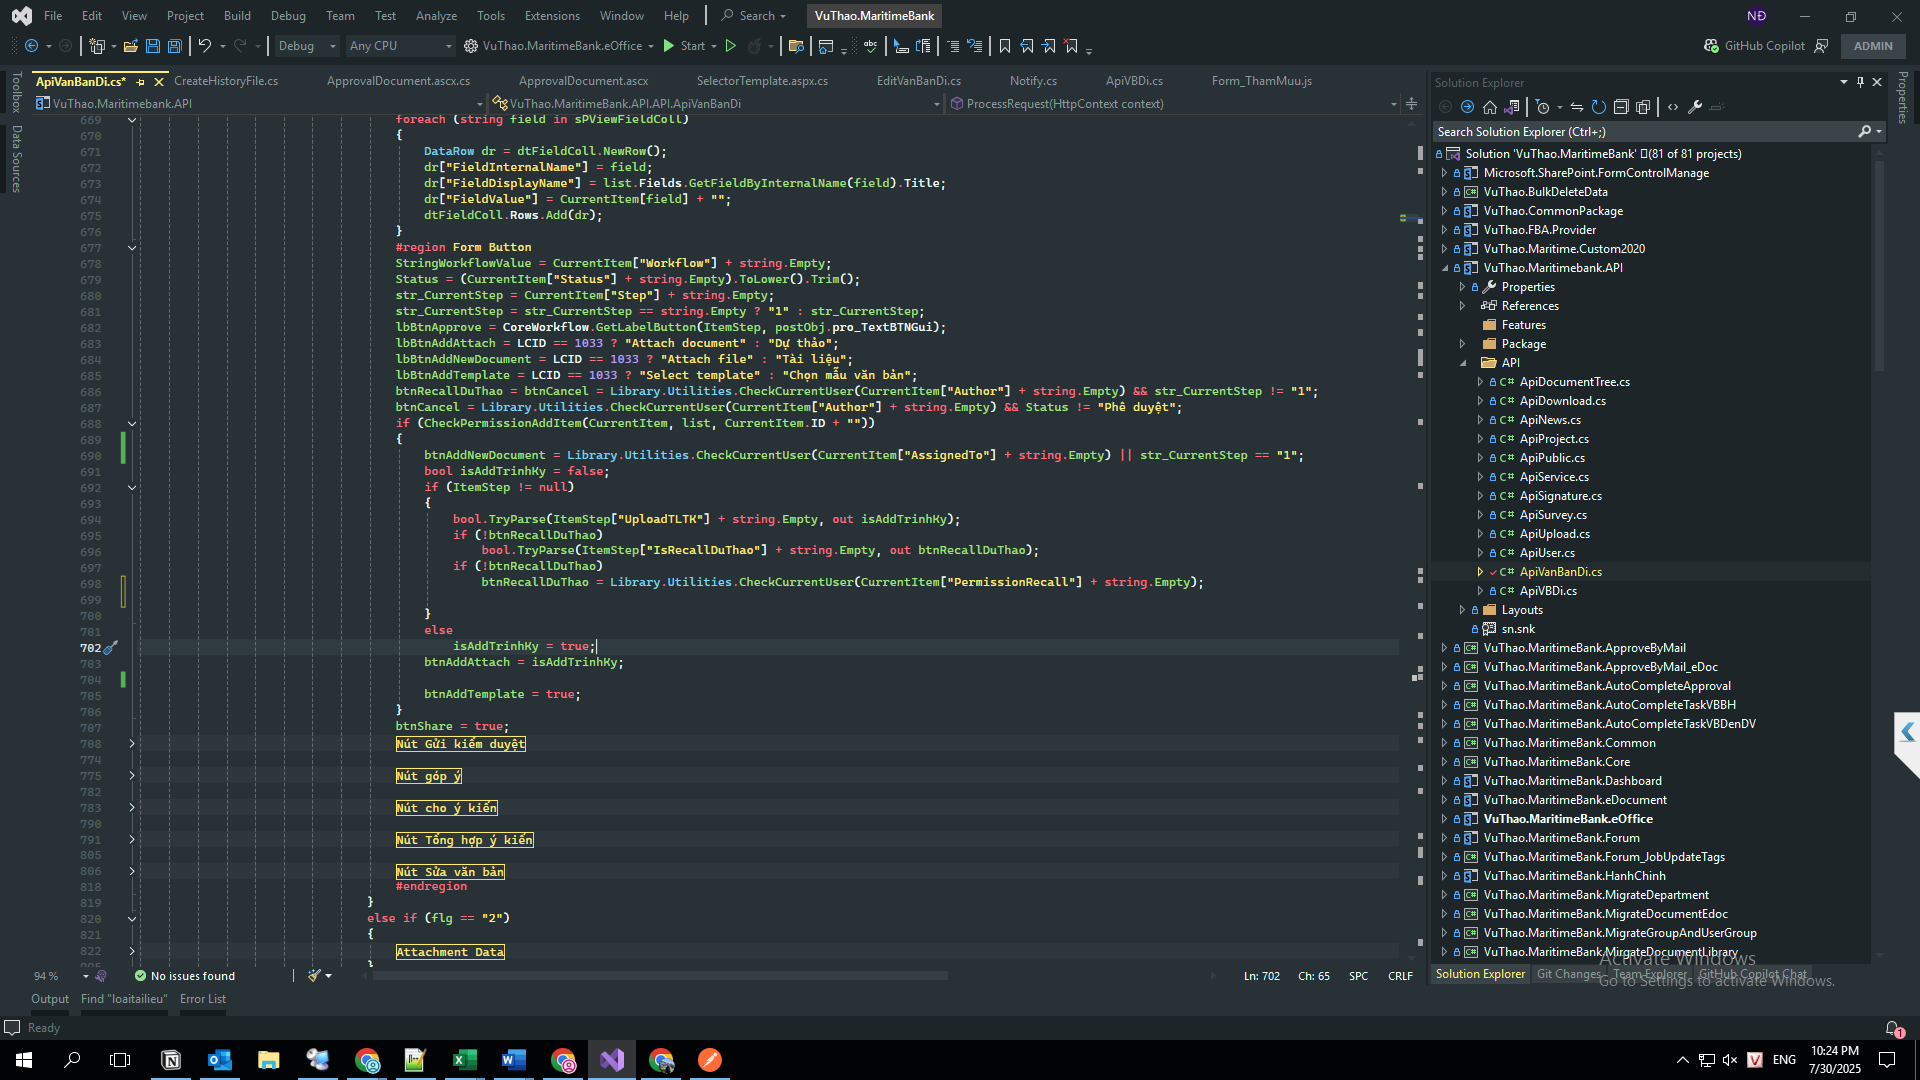 File Edit View Project Build Debug Team Test Analyze Tools Extensions Window Help Search VuThao.MaritimeBank NĐ
Debug Any CPU VuThao.MaritimeBank.eOffice Start GitHub Copilot ADMIN
ApiVanBanDi.cs* CreateHistoryFile.cs ApprovalDocument.ascx.cs ApprovalDocument.ascx SelectorTemplate.aspx.cs EditVanBanDi.cs Notify.cs ApiVBDi.cs Form_ThamMuu.js
VuThao.Maritimebank.API VuThao.MaritimeBank.API.API.ApiVanBanDi ProcessRequest(HttpContext context)
Toolbox
Data Sources
669 foreach (string field in sPViewFieldColl)
670 {
671 DataRow dr = dtFieldColl.NewRow();
672 dr["FieldInternalName"] = field;
673 dr["FieldDisplayName"] = list.Fields.GetFieldByInternalName(field).Title;
674 dr["FieldValue"] = CurrentItem[field] + "";
675 dtFieldColl.Rows.Add(dr);
676 }
677 #region Form Button
678 StringWorkflowValue = CurrentItem["Workflow"] + string.Empty;
679 Status = (CurrentItem["Status"] + string.Empty).ToLower().Trim();
680 str_CurrentStep = CurrentItem["Step"] + string.Empty;
681 str_CurrentStep = str_CurrentStep == string.Empty ? "1" : str_CurrentStep;
682 lbBtnApprove = CoreWorkflow.GetLabelButton(ItemStep, postObj.pro_TextBTNGui);
683 lbBtnAddAttach = LCID == 1033 ? "Attach document" : "Dự thảo";
684 lbBtnAddNewDocument = LCID == 1033 ? "Attach file" : "Tài liệu";
685 lbBtnAddTemplate = LCID == 1033 ? "Select template" : "Chọn mẫu văn bản";
686 btnRecallDuThao = btnCancel = Library.Utilities.CheckCurrentUser(CurrentItem["Author"] + string.Empty) && str_CurrentStep != "1";
687 btnCancel = Library.Utilities.CheckCurrentUser(CurrentItem["Author"] + string.Empty) && Status != "Phê duyệt";
688 if (CheckPermissionAddItem(CurrentItem, list, CurrentItem.ID + ""))
689 {
690 btnAddNewDocument = Library.Utilities.CheckCurrentUser(CurrentItem["AssignedTo"] + string.Empty) || str_CurrentStep == "1";
691 bool isAddTrinhKy = false;
692 if (ItemStep != null)
693 {
694 bool.TryParse(ItemStep["UploadTLTK"] + string.Empty, out isAddTrinhKy);
695 if (!btnRecallDuThao)
696 bool.TryParse(ItemStep["IsRecallDuThao"] + string.Empty, out btnRecallDuThao);
697 if (!btnRecallDuThao)
698 btnRecallDuThao = Library.Utilities.CheckCurrentUser(CurrentItem["PermissionRecall"] + string.Empty);
699
700 }
701 else
702 isAddTrinhKy = true;
703 btnAddAttach = isAddTrinhKy;
704
705 btnAddTemplate = true;
706 }
707 btnShare = true;
708 Nút Gửi kiểm duyệt
774
775 Nút góp ý
782
783 Nút cho ý kiến
790
791 Nút Tổng hợp ý kiến
805
806 Nút Sửa văn bản
818 #endregion
819 }
820 else if (flg == "2")
821 {
822 Attachment Data
94 % No issues found Ln: 702 Ch: 65 SPC CRLF
Output Find "loaitailieu" Error List
Ready
Solution Explorer
Properties
Search Solution Explorer (Ctrl+;)
Solution 'VuThao.MaritimeBank' (81 of 81 projects)
Microsoft.SharePoint.FormControlManage
VuThao.BulkDeleteData
VuThao.CommonPackage
VuThao.FBA.Provider
VuThao.Maritime.Custom2020
VuThao.Maritimebank.API
Properties
References
Features
Package
API
ApiDocumentTree.cs
ApiDownload.cs
ApiNews.cs
ApiProject.cs
ApiPublic.cs
ApiService.cs
ApiSignature.cs
ApiSurvey.cs
ApiUpload.cs
ApiUser.cs
ApiVanBanDi.cs
ApiVBDi.cs
Layouts
sn.snk
VuThao.MaritimeBank.ApproveByMail
VuThao.MaritimeBank.ApproveByMail_eDoc
VuThao.MaritimeBank.AutoCompleteApproval
VuThao.MaritimeBank.AutoCompleteTaskVBBH
VuThao.MaritimeBank.AutoCompleteTaskVBDenDV
VuThao.MaritimeBank.Common
VuThao.MaritimeBank.Core
VuThao.MaritimeBank.Dashboard
VuThao.MaritimeBank.eDocument
VuThao.MaritimeBank.eOffice
VuThao.MaritimeBank.Forum
VuThao.MaritimeBank.Forum_JobUpdateTags
VuThao.MaritimeBank.HanhChinh
VuThao.MaritimeBank.MigrateDepartment
VuThao.MaritimeBank.MigrateDocumentEdoc
VuThao.MaritimeBank.MigrateGroupAndUserGroup
VuThao.MaritimeBank.MirgateDocumentLibrary
Activate Windows
Solution Explorer Git Changes Team Explorer GitHub Copilot Chat
Go to Settings to activate Windows.
1
ENG 10:24 PM
7/30/2025